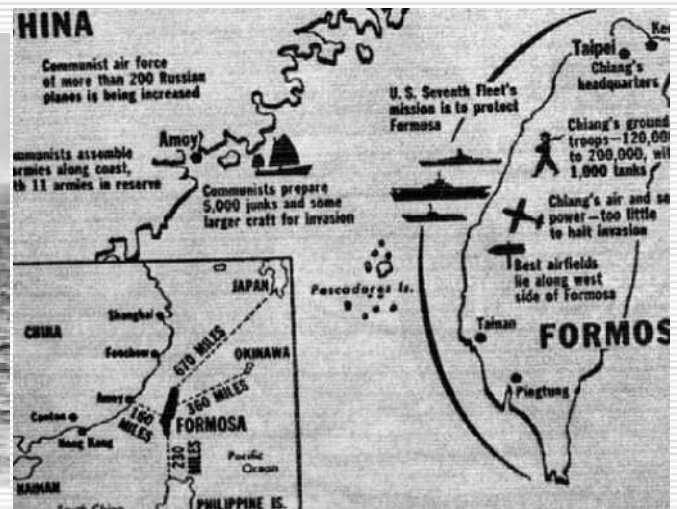 HINA
Communist air force
of more than 200 Russian
planes is being increased
Amoy
communists assemble
armies along coast,
th 11 armies in reserve
Communists prepare
5,000 junks and some
larger craft for invasion
U. S. Seventh Fleet's
mission is to protect
Formosa
Taipei
Kee
Chiang's
headquarters
Chiang's ground
troops—120,000
to 200,000, wit
1,000 tanks
Chiang's air and se
power—too little
to halt invasion
Best airfields
lie along west
side of Formosa
Pescadores Is.
Tainan
FORMOS
Pingtung
JAPAN
Shanghai
CHINA
670 MILES
Foochow
OKINAWA
360 MILES
Amoy
160
MILES
FORMOSA
Canton
Hong Kong
230
MILES
Pacific
Ocean
HAINAN
South China
PHILIPPINE IS.